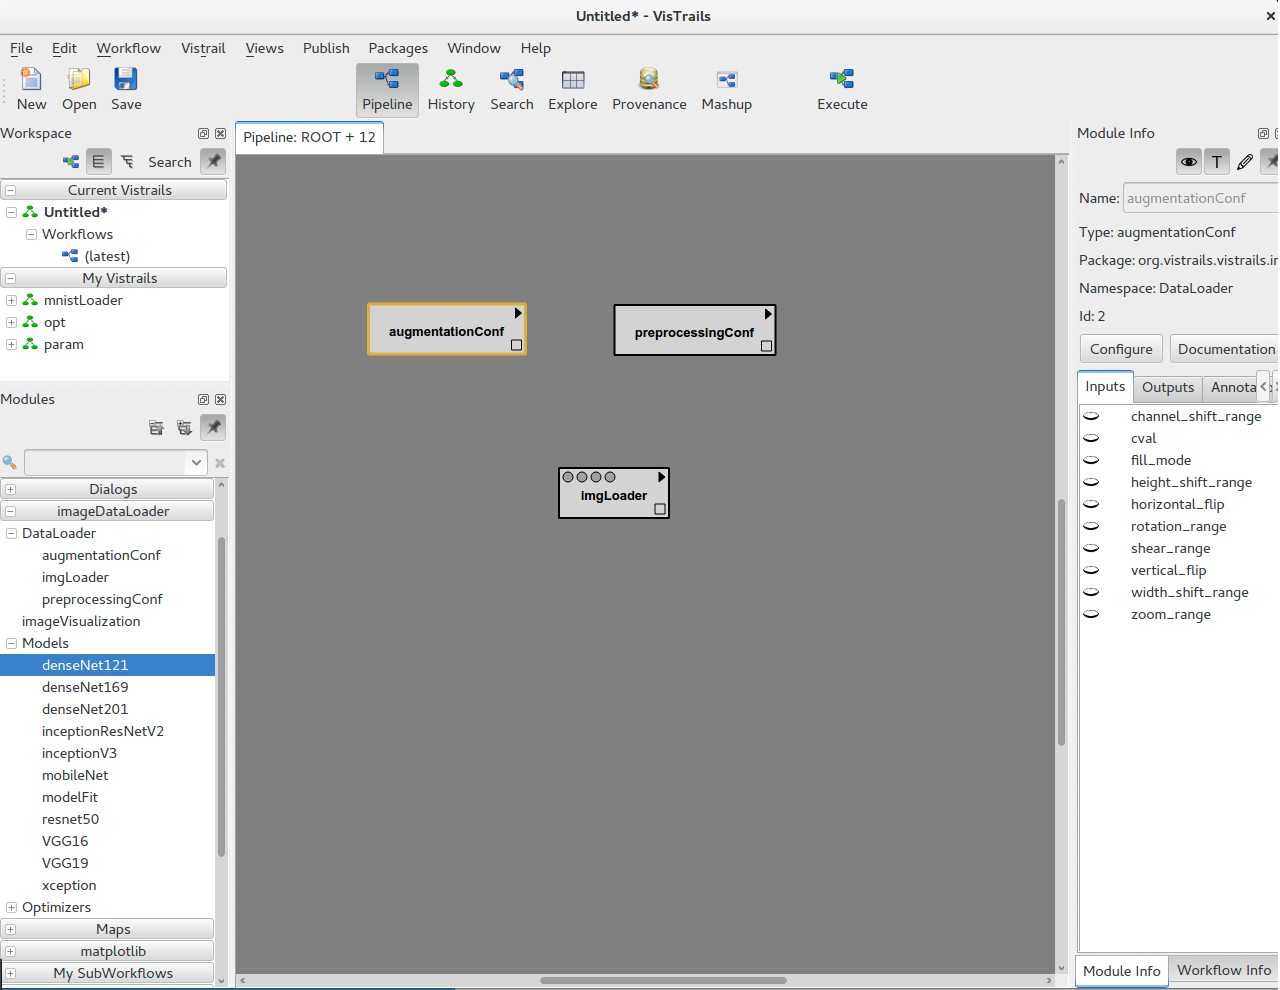 Untitled* - VisTrails
File Edit Workflow Vistrail Views Publish Packages Window Help
New Open Save Pipeline History Search Explore Provenance Mashup Execute
Workspace
Search
Current Vistrails
Untitled*
Workflows
(latest)
My Vistrails
mnistLoader
opt
param
Modules
Dialogs
imageDataLoader
DataLoader
augmentationConf
imgLoader
preprocessingConf
imageVisualization
Models
denseNet121
denseNet169
denseNet201
inceptionResNetV2
inceptionV3
mobileNet
modelFit
resnet50
VGG16
VGG19
xception
Optimizers
Maps
matplotlib
My SubWorkflows
Pipeline: ROOT + 12
augmentationConf
preprocessingConf
imgLoader
Module Info
T
Name: augmentationConf
Type: augmentationConf
Package: org.vistrails.vistrails.ir
Namespace: DataLoader
Id: 2
Configure Documentation
Inputs Outputs Annota
channel_shift_range
cval
fill_mode
height_shift_range
horizontal_flip
rotation_range
shear_range
vertical_flip
width_shift_range
zoom_range
Module Info Workflow Info